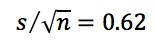 s/√n = 0.62